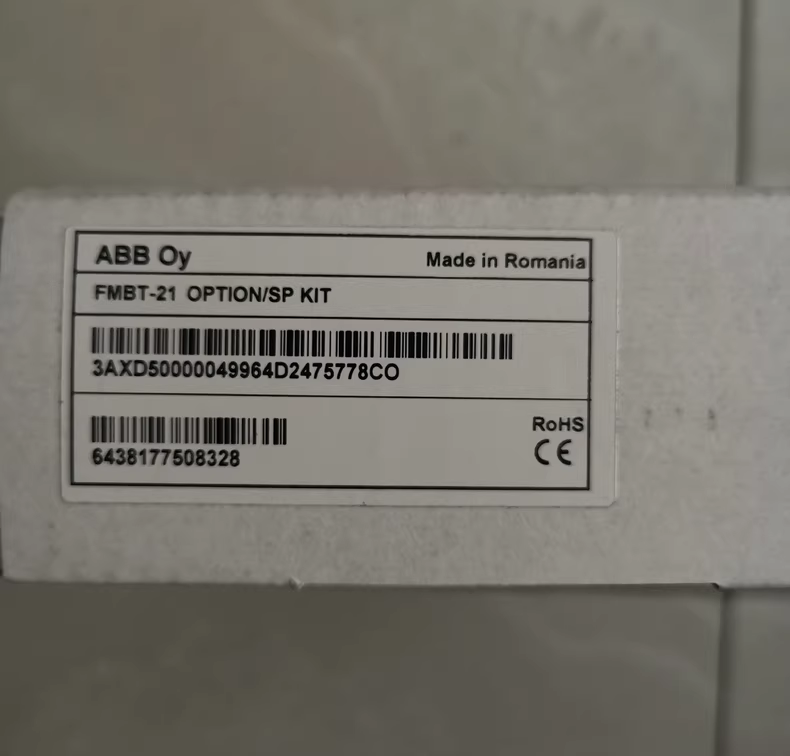 ABB Oy
Made in Romania
FMBT-21 OPTION/SP KIT
3AXD50000049964D2475778CO
6438177508328
RoHS
CE